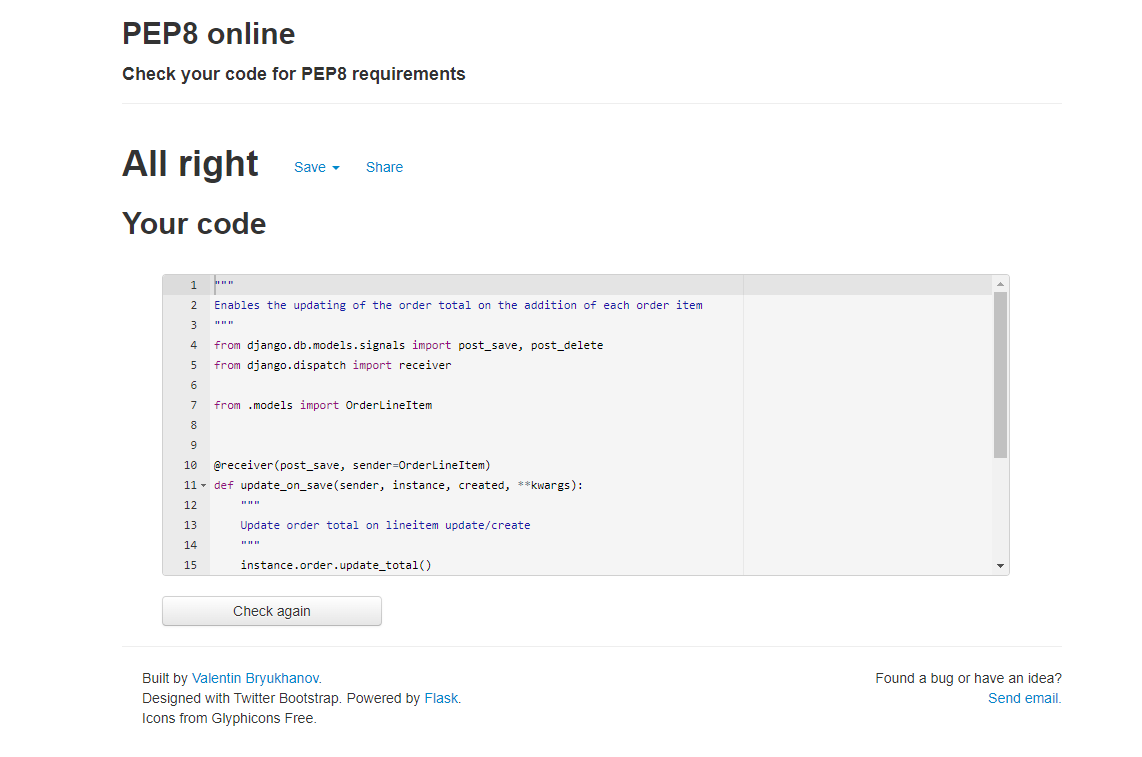 PEP8 online
Check your code for PEP8 requirements
All right Save Share
Your code
1 """
2 Enables the updating of the order total on the addition of each order item
3 """
4 from django.db.models.signals import post_save, post_delete
5 from django.dispatch import receiver
6
7 from .models import OrderLineItem
8
9
10 @receiver(post_save, sender=OrderLineItem)
11 def update_on_save(sender, instance, created, **kwargs):
12 """
13 Update order total on lineitem update/create
14 """
15 instance.order.update_total()
Check again
Built by Valentin Bryukhanov. Found a bug or have an idea?
Designed with Twitter Bootstrap. Powered by Flask. Send email.
Icons from Glyphicons Free.